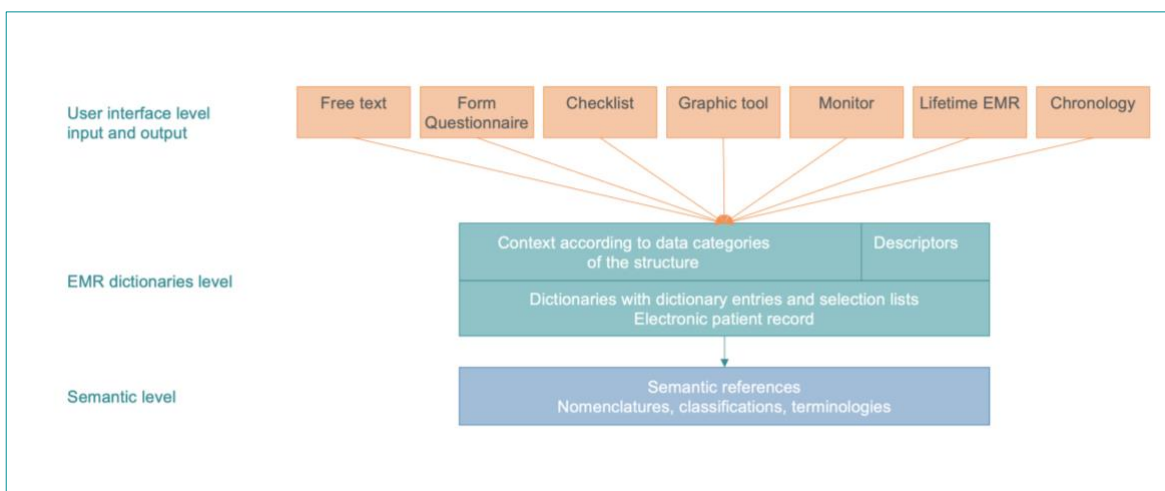 User interface level
input and output
Free text
Form
Questionnaire
Checklist
Graphic tool
Monitor
Lifetime EMR
Chronology
EMR dictionaries level
Context according to data categories
of the structure
Descriptors
Dictionaries with dictionary entries and selection lists
Electronic patient record
Semantic level
Semantic references
Nomenclatures, classifications, terminologies